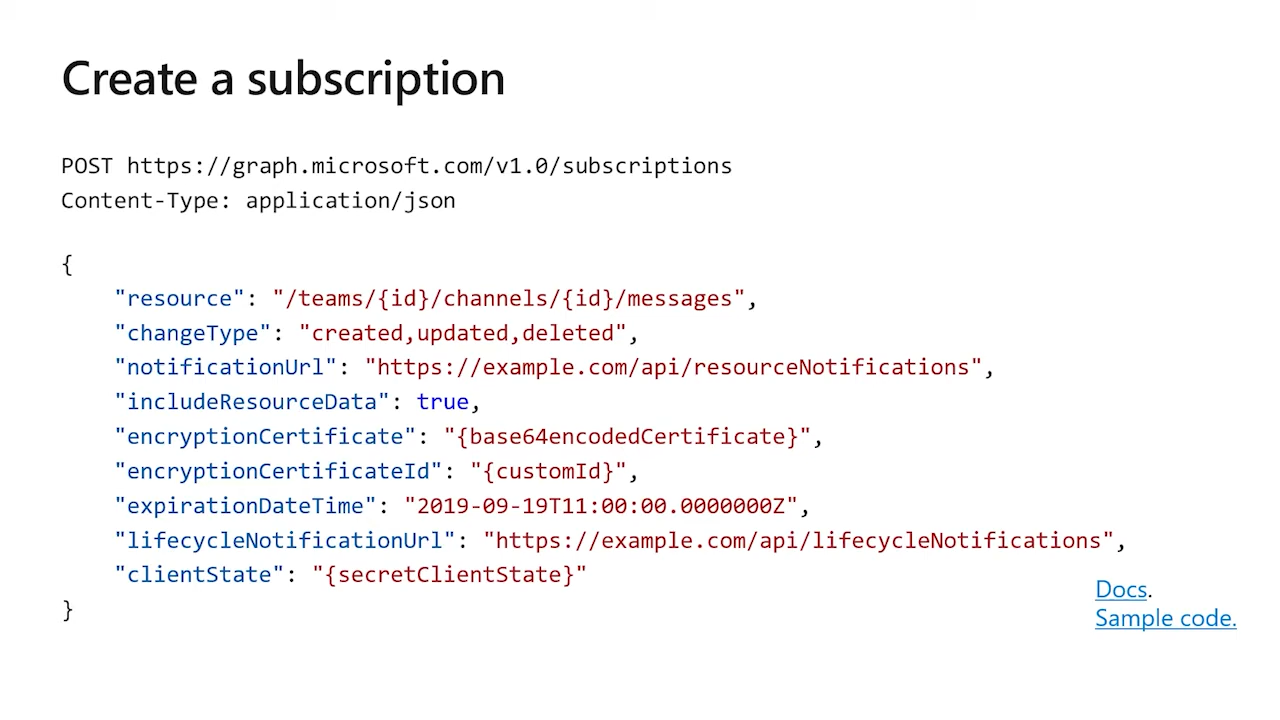 Create a subscription
POST https://graph.microsoft.com/v1.0/subscriptions
Content-Type: application/json
{
"resource": "/teams/{id}/channels/{id}/messages",
"changeType": "created,updated,deleted",
"notificationUrl": "https://example.com/api/resourceNotifications",
"includeResourceData": true,
"encryptionCertificate": "{base64encodedCertificate}",
"encryptionCertificateId": "{customId}",
"expirationDateTime": "2019-09-19T11:00:00.0000000Z",
"lifecycleNotificationUrl": "https://example.com/api/lifecycleNotifications",
"clientState": "{secretClientState}"
}
Docs.
Sample code.